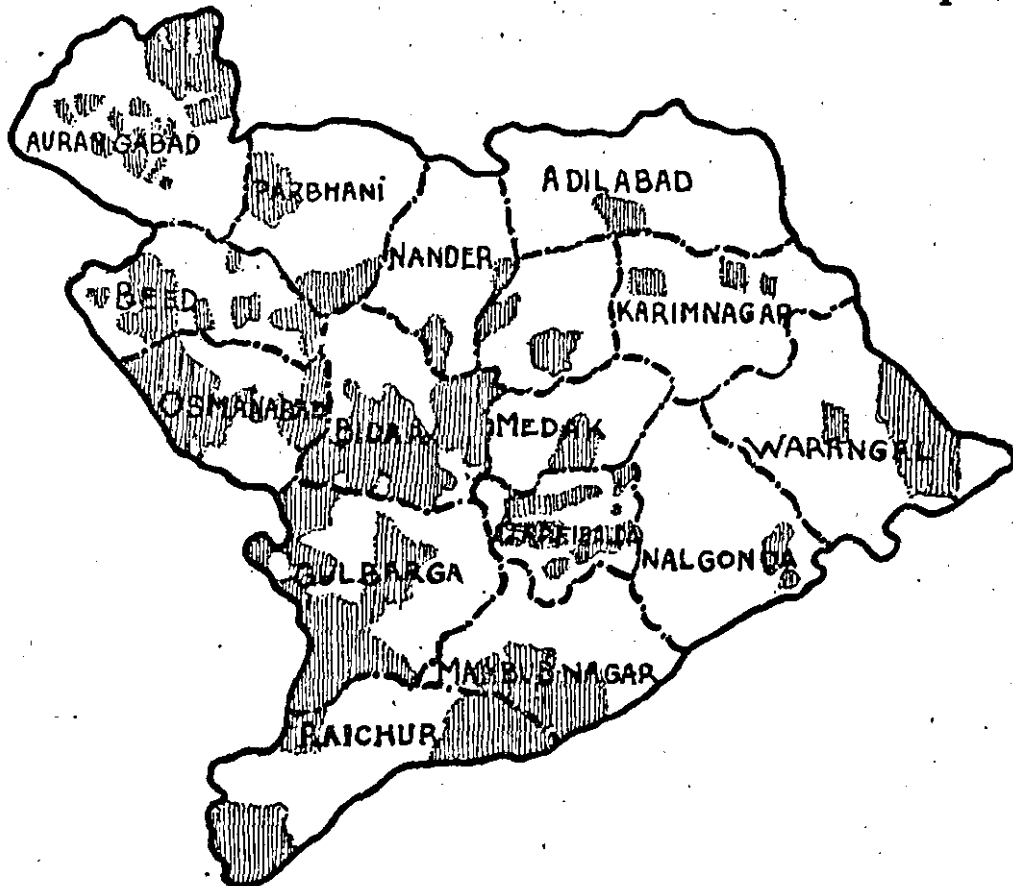 AURANGABAD
PARBHANI
ADILABAD
NANDER
BEED
KARIMNAGAR
OSMANABAD
BIDAR
MEDAK
WARANGAL
GULBARGA
NALGONDA
MAHBUBNAGAR
RAICHUR